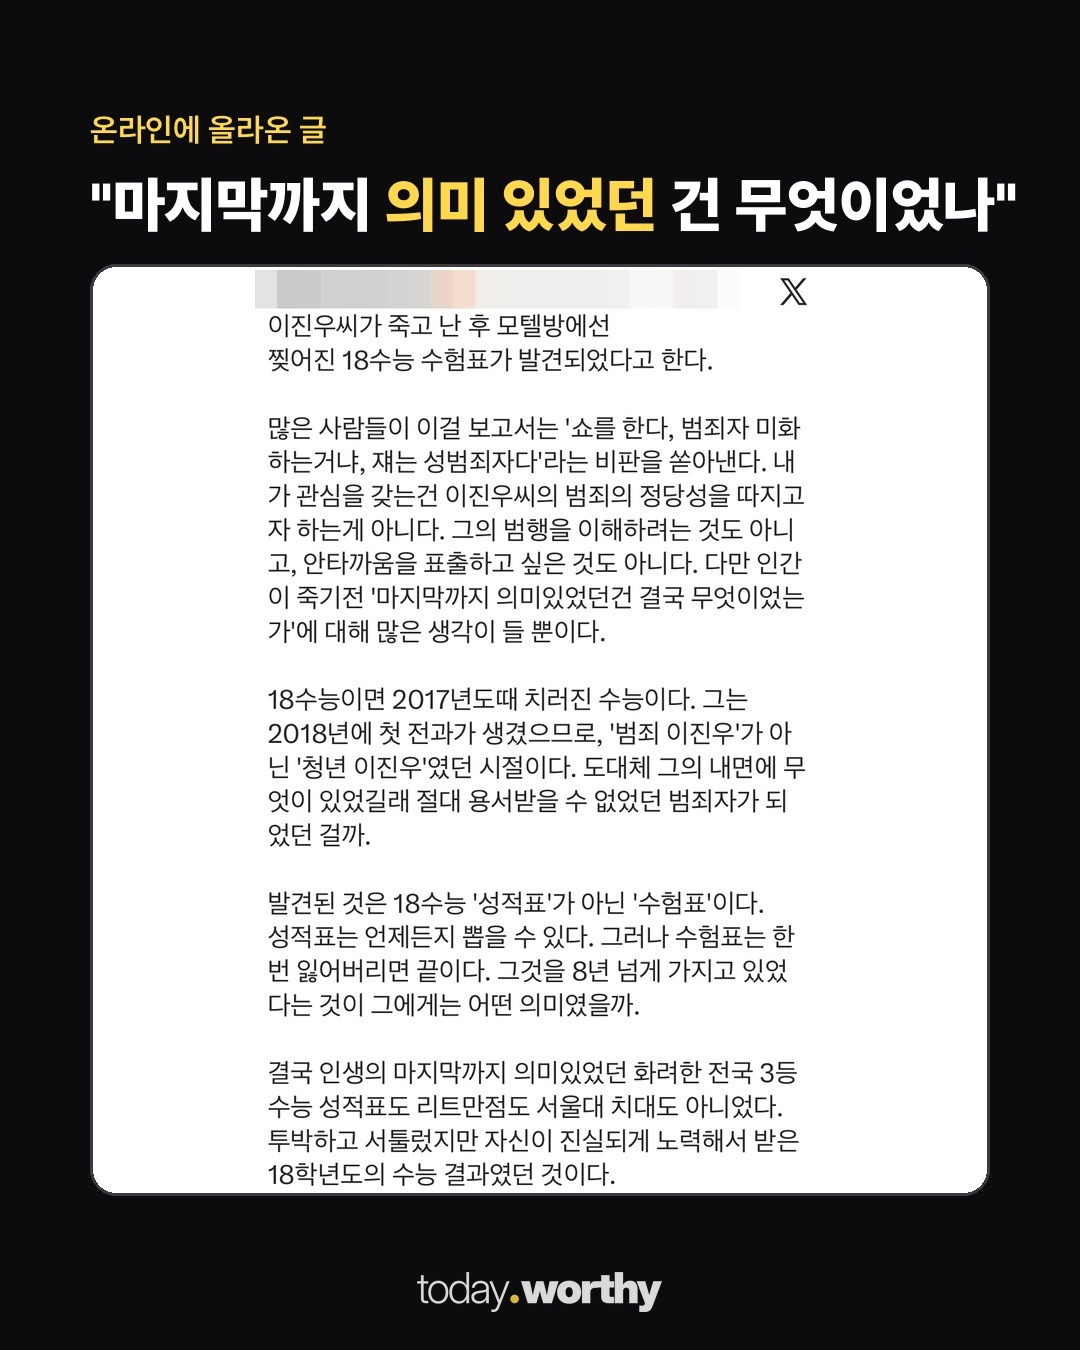 온라인에 올라온 글
"마지막까지 의미 있었던 건 무엇이었나"
X
이진우씨가 죽고 난 후 모텔방에선
찢어진 18수능 수험표가 발견되었다고 한다.
많은 사람들이 이걸 보고서는 '쇼를 한다, 범죄자 미화
하는거냐, 쟤는 성범죄자다'라는 비판을 쏟아낸다. 내
가 관심을 갖는건 이진우씨의 범죄의 정당성을 따지고
자 하는게 아니다. 그의 범행을 이해하려는 것도 아니
고, 안타까움을 표출하고 싶은 것도 아니다. 다만 인간
이 죽기전 '마지막까지 의미있었던건 결국 무엇이었는
가'에 대해 많은 생각이 들 뿐이다.
18수능이면 2017년도때 치러진 수능이다. 그는
2018년에 첫 전과가 생겼으므로, '범죄 이진우'가 아
닌 '청년 이진우'였던 시절이다. 도대체 그의 내면에 무
엇이 있었길래 절대 용서받을 수 없었던 범죄자가 되
었던 걸까.
발견된 것은 18수능 '성적표'가 아닌 '수험표'이다.
성적표는 언제든지 뽑을 수 있다. 그러나 수험표는 한
번 잃어버리면 끝이다. 그것을 8년 넘게 가지고 있었
다는 것이 그에게는 어떤 의미였을까.
결국 인생의 마지막까지 의미있었던 화려한 전국 3등
수능 성적표도 리트만점도 서울대 치대도 아니었다.
투박하고 서툴렀지만 자신이 진실되게 노력해서 받은
18학년도의 수능 결과였던 것이다.
today.worthy